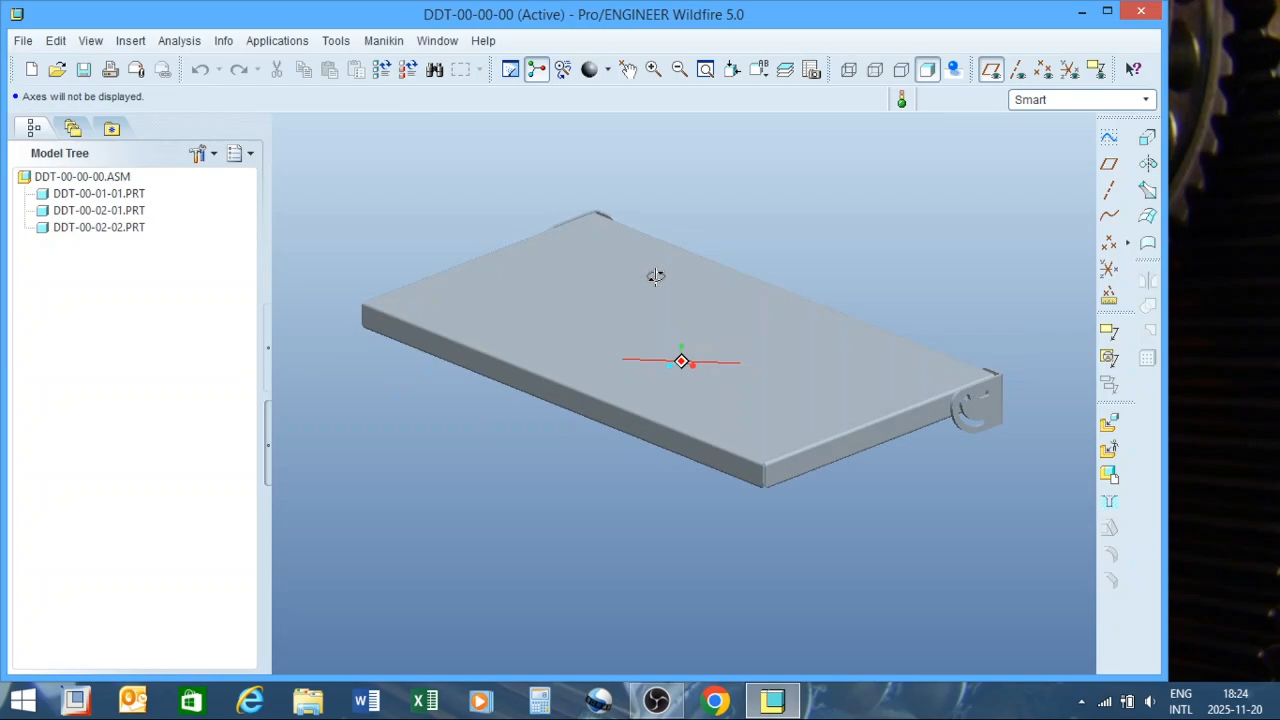 DDT-00-00-00 (Active) - Pro/ENGINEER Wildfire 5.0
File Edit View Insert Analysis Info Applications Tools Manikin Window Help
Axes will not be displayed.
Smart
Model Tree
DDT-00-00-00.ASM
DDT-00-01-01.PRT
DDT-00-02-01.PRT
DDT-00-02-02.PRT
ENG 18:24
INTL 2025-11-20